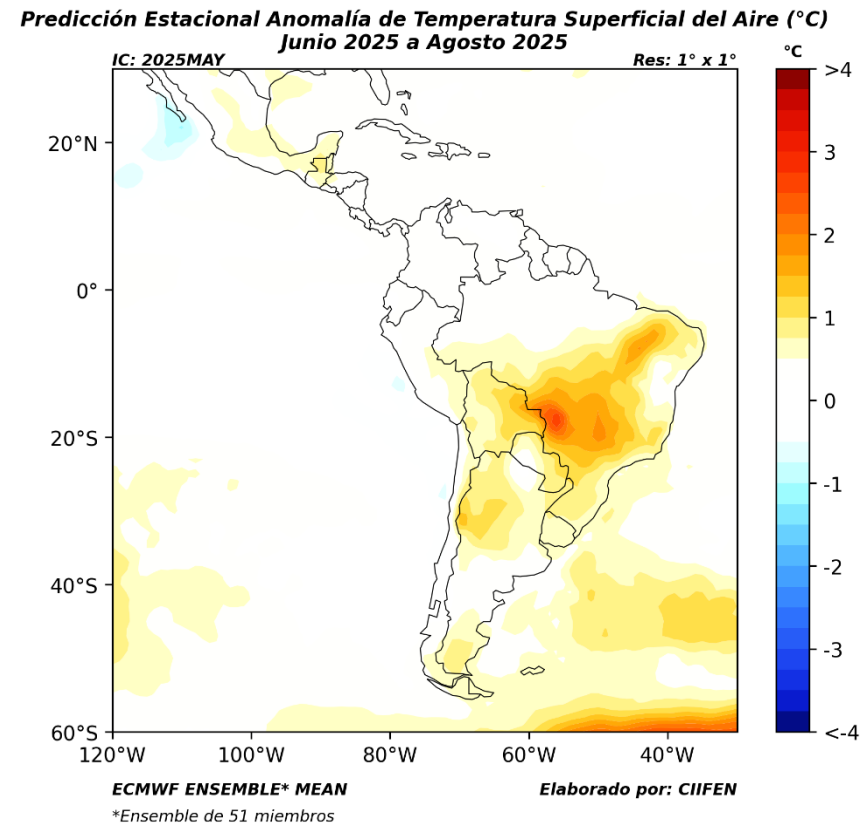 Predicción Estacional Anomalía de Temperatura Superficial del Aire (°C)
Junio 2025 a Agosto 2025
IC: 2025MAY
Res: 1° x 1°
°C
>4
3
2
1
0
-1
-2
-3
<-4
20°N
0°
20°S
40°S
60°S
120°W 100°W 80°W 60°W 40°W
ECMWF ENSEMBLE* MEAN
Elaborado por: CIIFEN
*Ensemble de 51 miembros